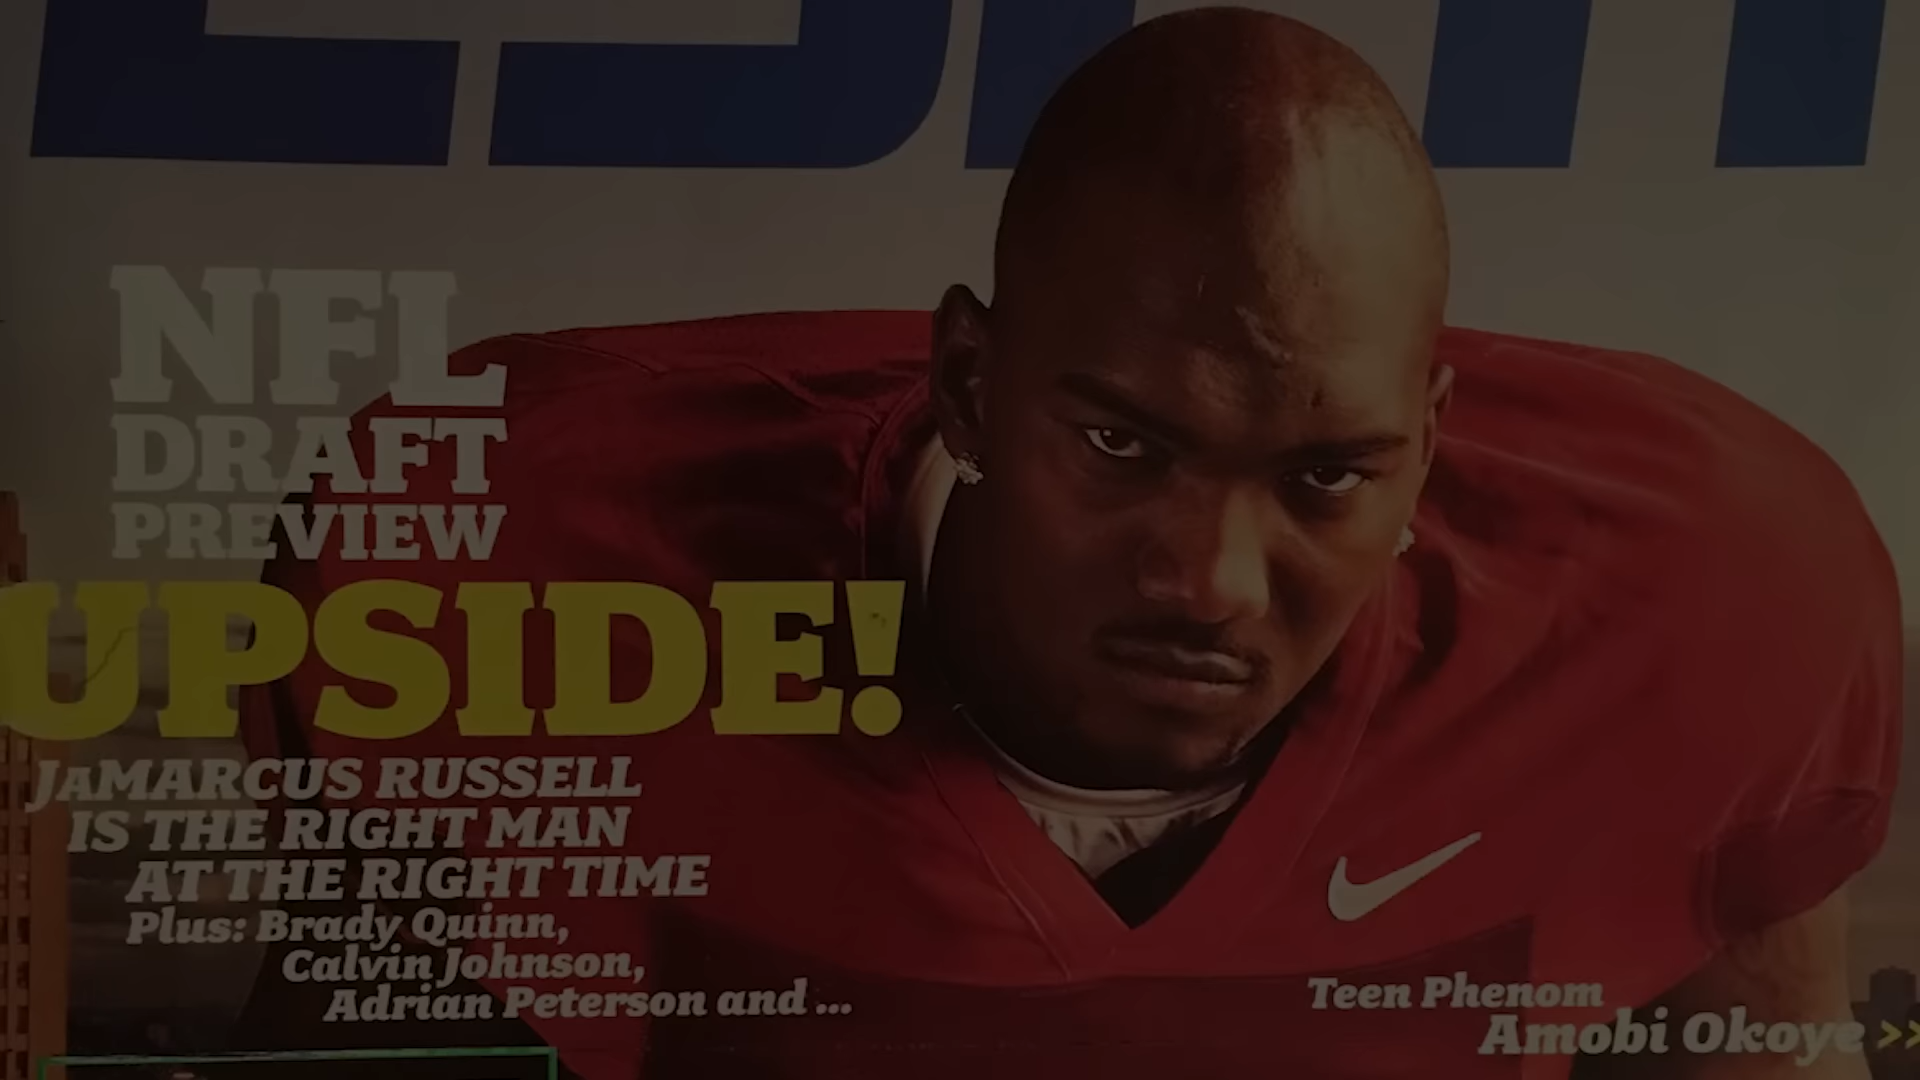 ESPN
NFL
DRAFT
PREVIEW
UPSIDE!
JaMARCUS RUSSELL
IS THE RIGHT MAN
AT THE RIGHT TIME
Plus: Brady Quinn,
Calvin Johnson,
Adrian Peterson and ...
Teen Phenom
Amobi Okoye >>